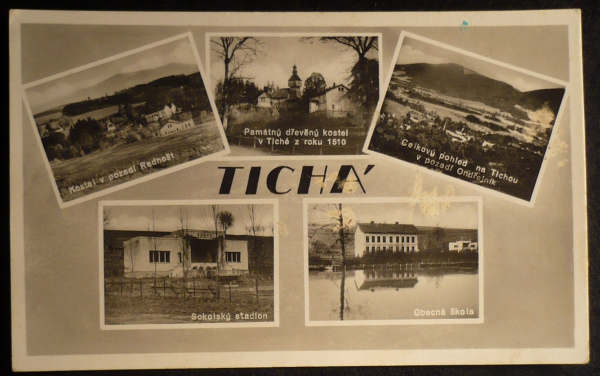 Kostel v pozadí Radhošť
Památný dřevěný kostel
v Tiché z roku 1610
Celkový pohled na Tichou
v pozadí Ondřejník
TICHÁ
Sokolský stadion
Obecná škola